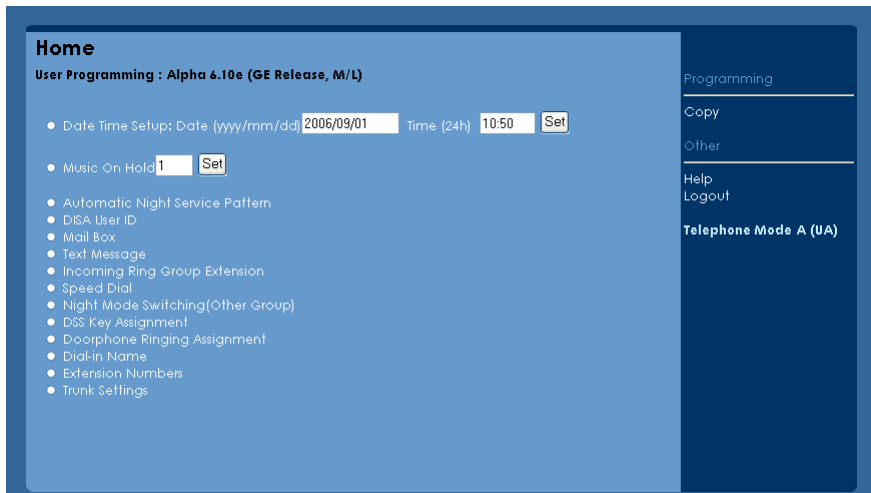 Home
User Programming : Alpha 6.10e (GE Release, M/L)
Date Time Setup: Date (yyyy/mm/dd) 2006/09/01 Time (24h) 10:50 Set
Music On Hold 1 Set
Automatic Night Service Pattern
DISA User ID
Mail Box
Text Message
Incoming Ring Group Extension
Speed Dial
Night Mode Switching(Other Group)
DSS Key Assignment
Doorphone Ringing Assignment
Dial-in Name
Extension Numbers
Trunk Settings
Programming
Copy
Other
Help
Logout
Telephone Mode A (UA)